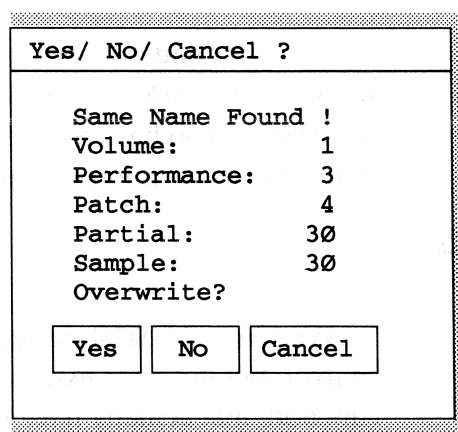 Yes/ No/ Cancel ?
Same Name Found !
Volume: 1
Performance: 3
Patch: 4
Partial: 3Ø
Sample: 3Ø
Overwrite?
Yes No Cancel